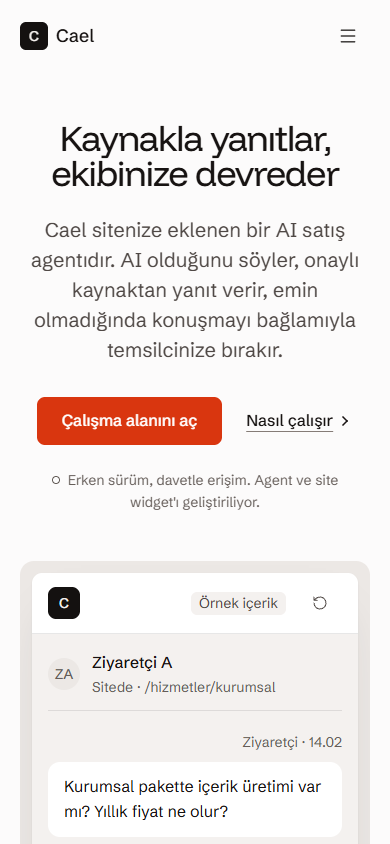 C Cael
Kaynakla yanıtlar,
ekibinize devreder
Cael sitenize eklenen bir AI satış
agentıdır. AI olduğunu söyler, onaylı
kaynaktan yanıt verir, emin
olmadığında konuşmayı bağlamıyla
temsilcinize bırakır.
Çalışma alanını aç
Nasıl çalışır
Erken sürüm, davetle erişim. Agent ve site
widget'ı geliştiriliyor.
C
Örnek içerik
ZA
Ziyaretçi A
Sitede · /hizmetler/kurumsal
Ziyaretçi · 14.02
Kurumsal pakette içerik üretimi var
mı? Yıllık fiyat ne olur?